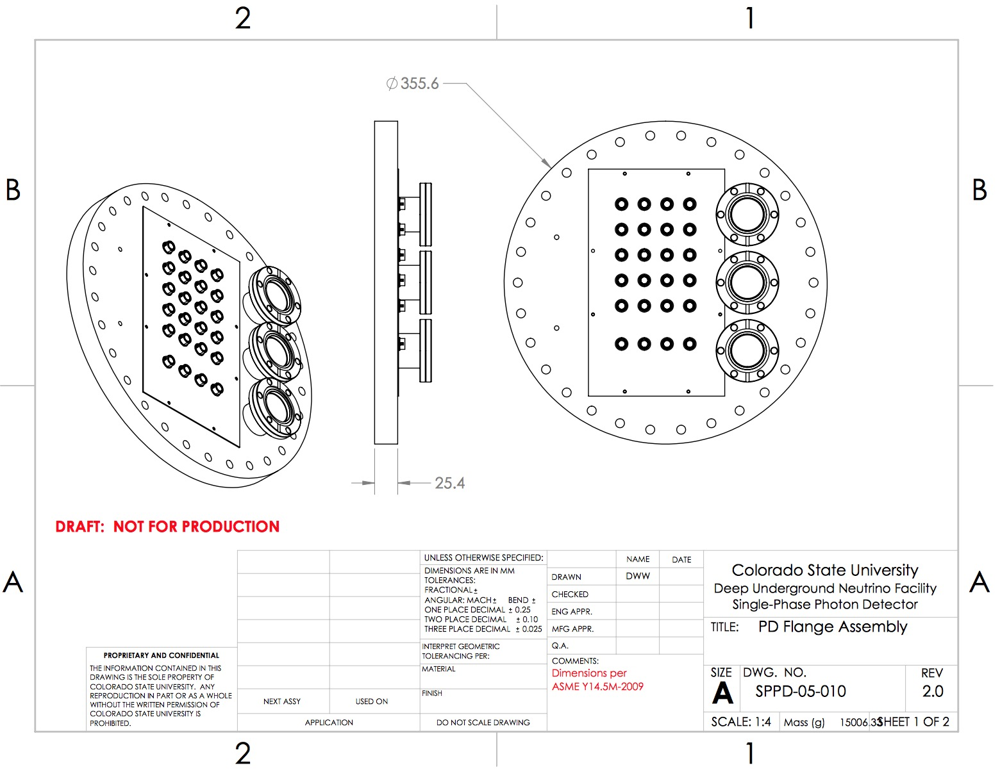 2
1
B
B
Ø355.6
25.4
DRAFT: NOT FOR PRODUCTION
A
A
PROPRIETARY AND CONFIDENTIAL
THE INFORMATION CONTAINED IN THIS
DRAWING IS THE SOLE PROPERTY OF
COLORADO STATE UNIVERSITY. ANY
REPRODUCTION IN PART OR AS A WHOLE
WITHOUT THE WRITTEN PERMISSION OF
COLORADO STATE UNIVERSITY IS
PROHIBITED.
NEXT ASSY
USED ON
APPLICATION
UNLESS OTHERWISE SPECIFIED:
DIMENSIONS ARE IN MM
TOLERANCES:
FRACTIONAL ±
ANGULAR: MACH ± BEND ±
ONE PLACE DECIMAL ± 0.25
TWO PLACE DECIMAL ± 0.10
THREE PLACE DECIMAL ± 0.025
INTERPRET GEOMETRIC
TOLERANCING PER:
MATERIAL
FINISH
DO NOT SCALE DRAWING
NAME
DATE
DRAWN
DWW
CHECKED
ENG APPR.
MFG APPR.
Q.A.
COMMENTS:
Dimensions per
ASME Y14.5M-2009
Colorado State University
Deep Underground Neutrino Facility
Single-Phase Photon Detector
TITLE: PD Flange Assembly
SIZE
A
DWG. NO.
SPPD-05-010
REV
2.0
SCALE: 1:4
Mass (g) 15006.33
SHEET 1 OF 2
2
1